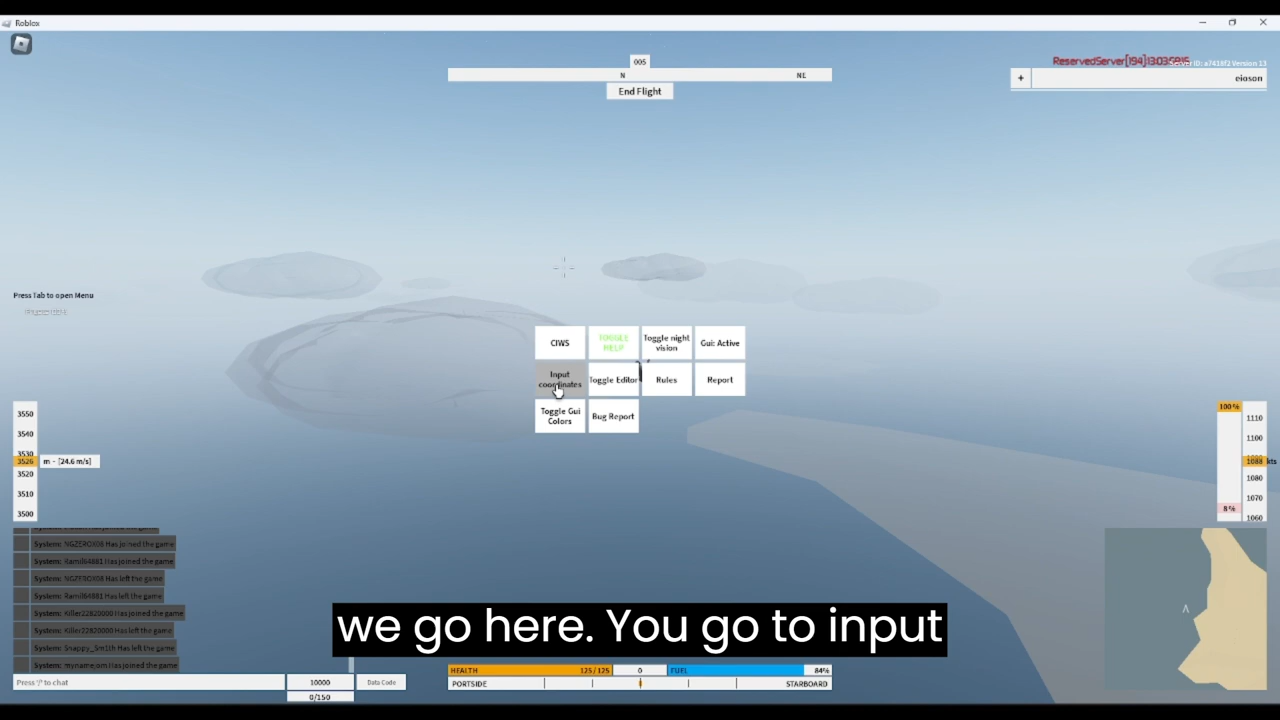 Roblox
005
N NE
End Flight
+ eioson
Press Tab to open Menu
CIWS
TOGGLE HELP
Toggle night vision
Gui: Active
Input coordinates
Toggle Editor
Rules
Report
Toggle Gui Colors
Bug Report
3550
3540
3530
3526 m - [24.6 m/s]
3520
3510
3500
100 %
1110
1100
1088 kts
1080
1070
8 %
1060
System: NGZEROX08 Has joined the game
System: Ramil64881 Has joined the game
System: NGZEROX08 Has left the game
System: Ramil64881 Has left the game
System: Killer22820000 Has joined the game
System: Killer22820000 Has left the game
System: Snappy_Sm1th Has left the game
System: mynamejom Has joined the game
we go here. You go to input
HEALTH 125 / 125 0 FUEL 84%
PORTSIDE STARBOARD
Press '/' to chat 10000 Data Code
0/150